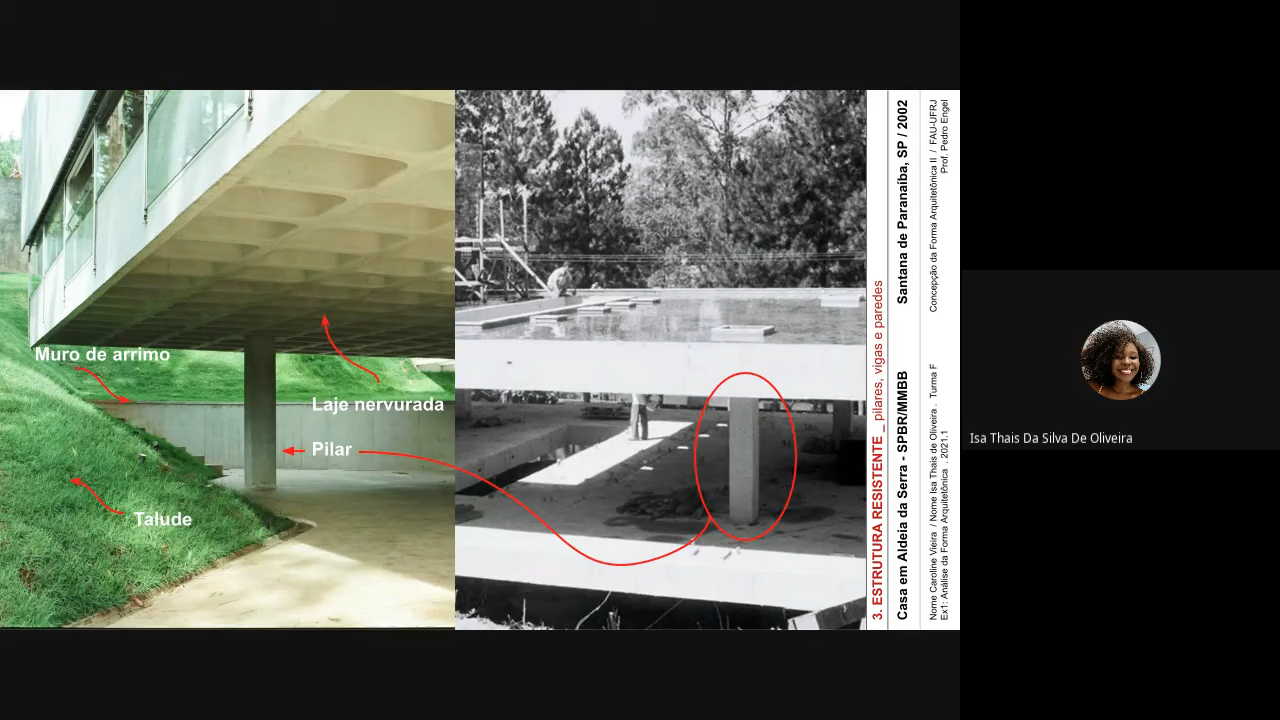 Muro de arrimo
Laje nervurada
Pilar
Talude
3. ESTRUTURA RESISTENTE _ pilares, vigas e paredes
Casa em Aldeia da Serra - SPBR/MMBB
Santana de Paranaíba, SP / 2002
Nome Caroline Vieira / Nome Isa Thais de Oliveira . Turma F
Ex1: Análise da Forma Arquitetônica . 2021.1
Concepção da Forma Arquitetônica II / FAU-UFRJ
Prof. Pedro Engel
Isa Thais Da Silva De Oliveira